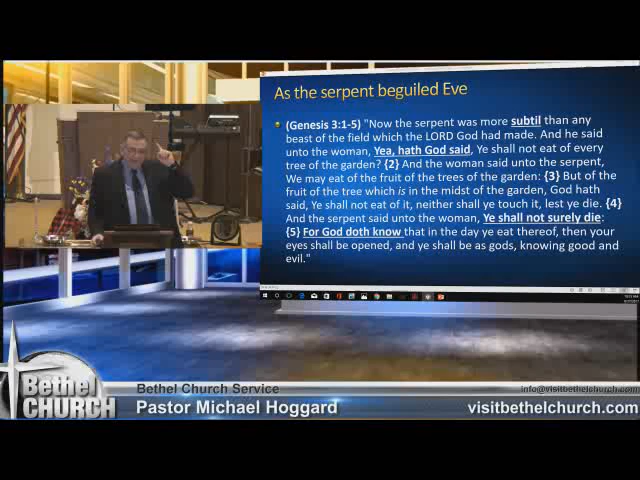 As the serpent beguiled Eve
(Genesis 3:1-5) "Now the serpent was more subtil than any
beast of the field which the LORD God had made. And he said
unto the woman, Yea, hath God said, Ye shall not eat of every
tree of the garden? {2} And the woman said unto the serpent,
We may eat of the fruit of the trees of the garden: {3} But of the
fruit of the tree which is in the midst of the garden, God hath
said, Ye shall not eat of it, neither shall ye touch it, lest ye die. {4}
And the serpent said unto the woman, Ye shall not surely die:
{5} For God doth know that in the day ye eat thereof, then your
eyes shall be opened, and ye shall be as gods, knowing good and
evil."
Bethel
CHURCH
Bethel Church Service
info@visitbethelchurch.com
Pastor Michael Hoggard
visitbethelchurch.com